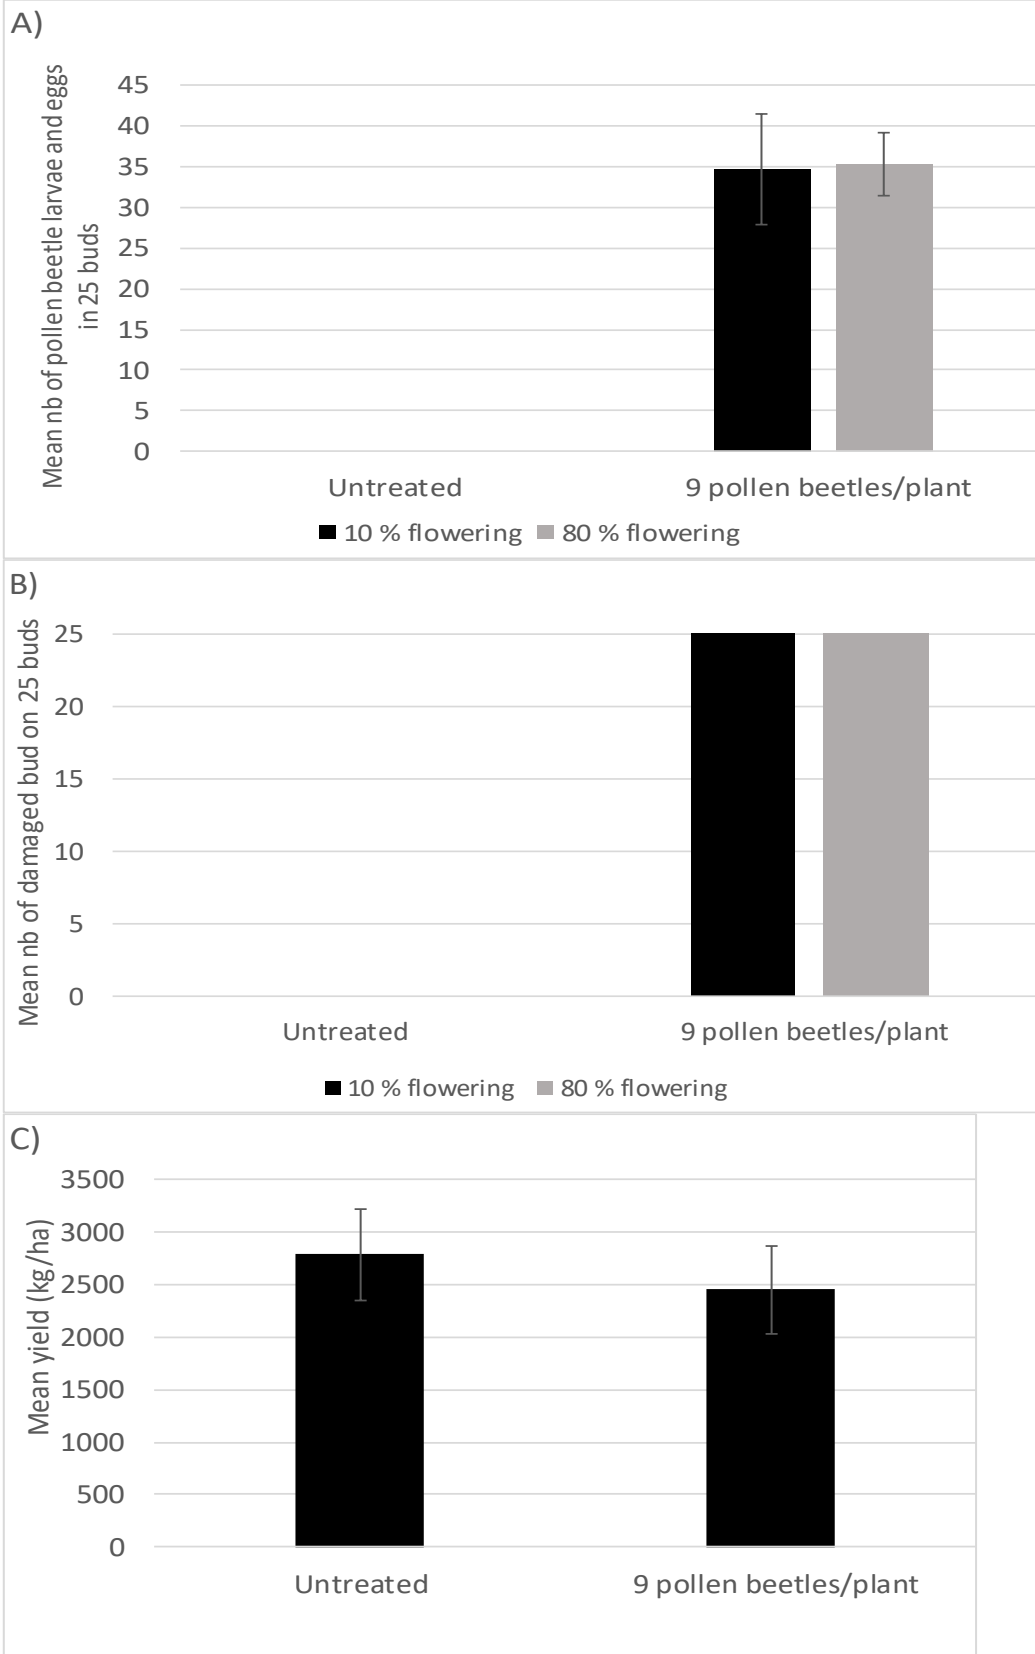 A)
Mean nb of pollen beetle larvae and eggs
in 25 buds
45
40
35
30
25
20
15
10
5
0
Untreated 9 pollen beetles/plant
10 % flowering 80 % flowering
B)
Mean nb of damaged bud on 25 buds
25
20
15
10
5
0
Untreated 9 pollen beetles/plant
10 % flowering 80 % flowering
C)
Mean yield (kg/ha)
3500
3000
2500
2000
1500
1000
500
0
Untreated 9 pollen beetles/plant